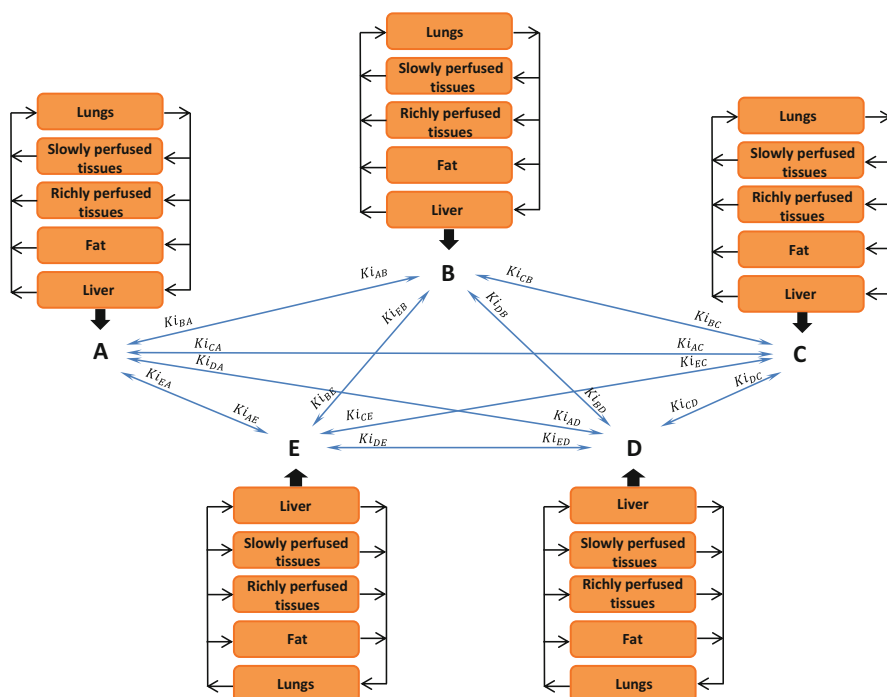 Lungs
Slowly perfused
tissues
Richly perfused
tissues
Fat
Liver
Lungs
Slowly perfused
tissues
Richly perfused
tissues
Fat
Liver
Lungs
Slowly perfused
tissues
Richly perfused
tissues
Fat
Liver
A
B
C
Ki_AB
Ki_BA
Ki_CB
Ki_BC
Ki_EB
Ki_DB
Ki_CA
Ki_AC
Ki_DA
Ki_EC
Ki_EA
Ki_AE
Ki_BE
Ki_CE
Ki_BD
Ki_AD
Ki_DC
Ki_CD
Ki_DE
Ki_ED
E
D
Liver
Slowly perfused
tissues
Richly perfused
tissues
Fat
Lungs
Liver
Slowly perfused
tissues
Richly perfused
tissues
Fat
Lungs